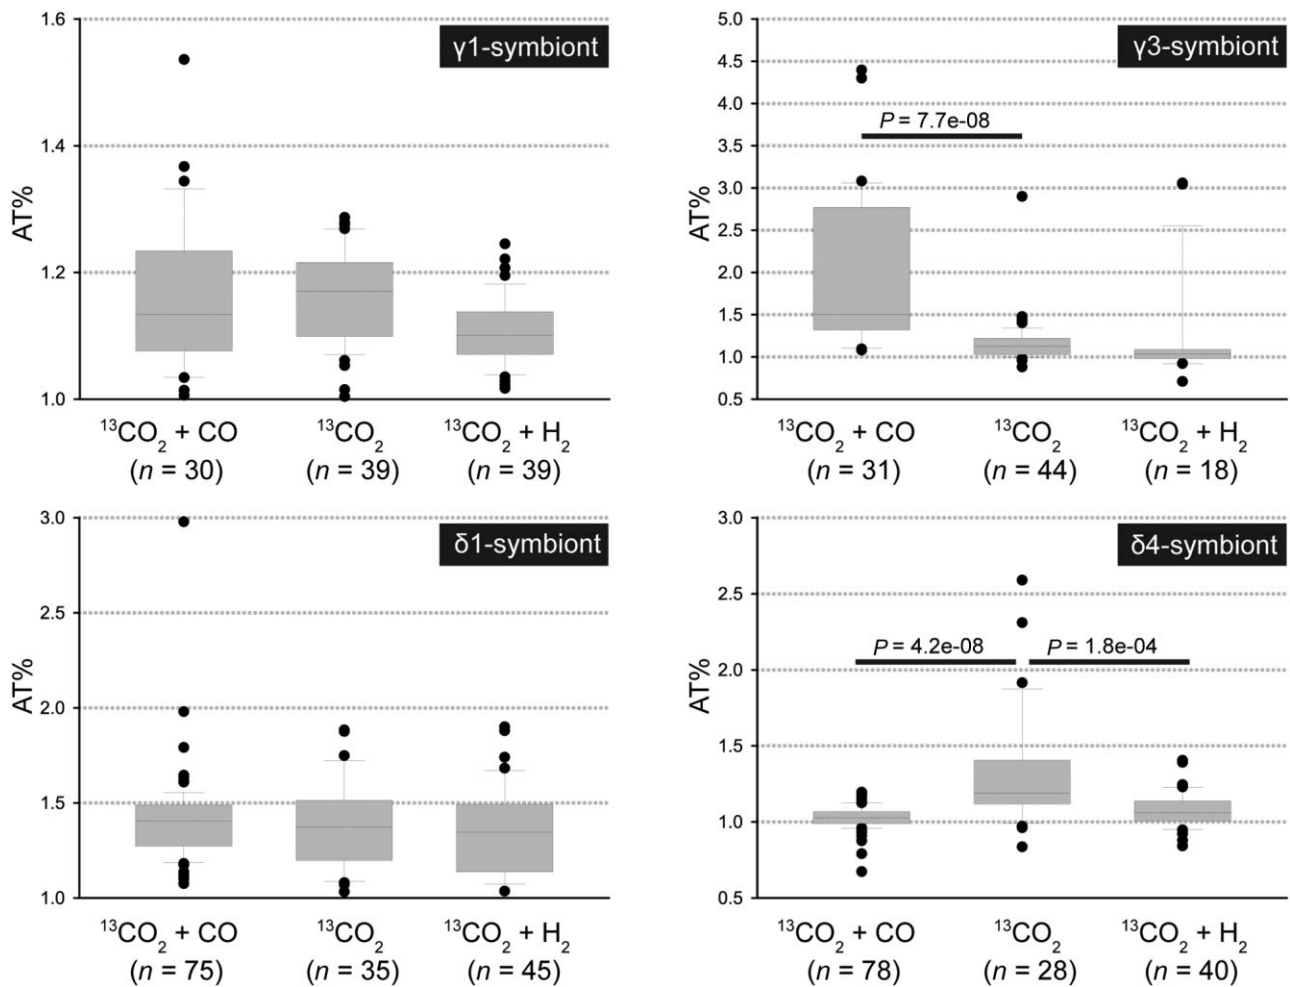 γ1-symbiont
AT%
1.6
1.4
1.2
1.0
¹³CO₂ + CO
(n = 30)
¹³CO₂
(n = 39)
¹³CO₂ + H₂
(n = 39)
γ3-symbiont
AT%
5.0
4.5
4.0
3.5
3.0
2.5
2.0
1.5
1.0
0.5
P = 7.7e-08
¹³CO₂ + CO
(n = 31)
¹³CO₂
(n = 44)
¹³CO₂ + H₂
(n = 18)
δ1-symbiont
AT%
3.0
2.5
2.0
1.5
1.0
¹³CO₂ + CO
(n = 75)
¹³CO₂
(n = 35)
¹³CO₂ + H₂
(n = 45)
δ4-symbiont
AT%
3.0
2.5
2.0
1.5
1.0
0.5
P = 4.2e-08
P = 1.8e-04
¹³CO₂ + CO
(n = 78)
¹³CO₂
(n = 28)
¹³CO₂ + H₂
(n = 40)